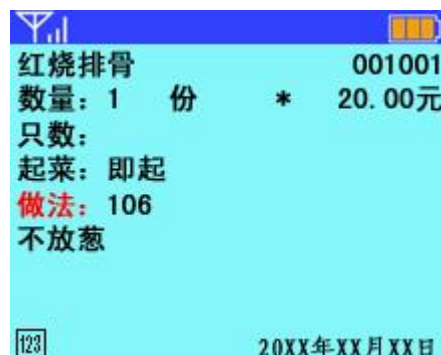 红烧排骨 001001
数量：1 份 * 20.00元
只数：
起菜：即起
做法：106
不放葱
123 20XX年XX月XX日